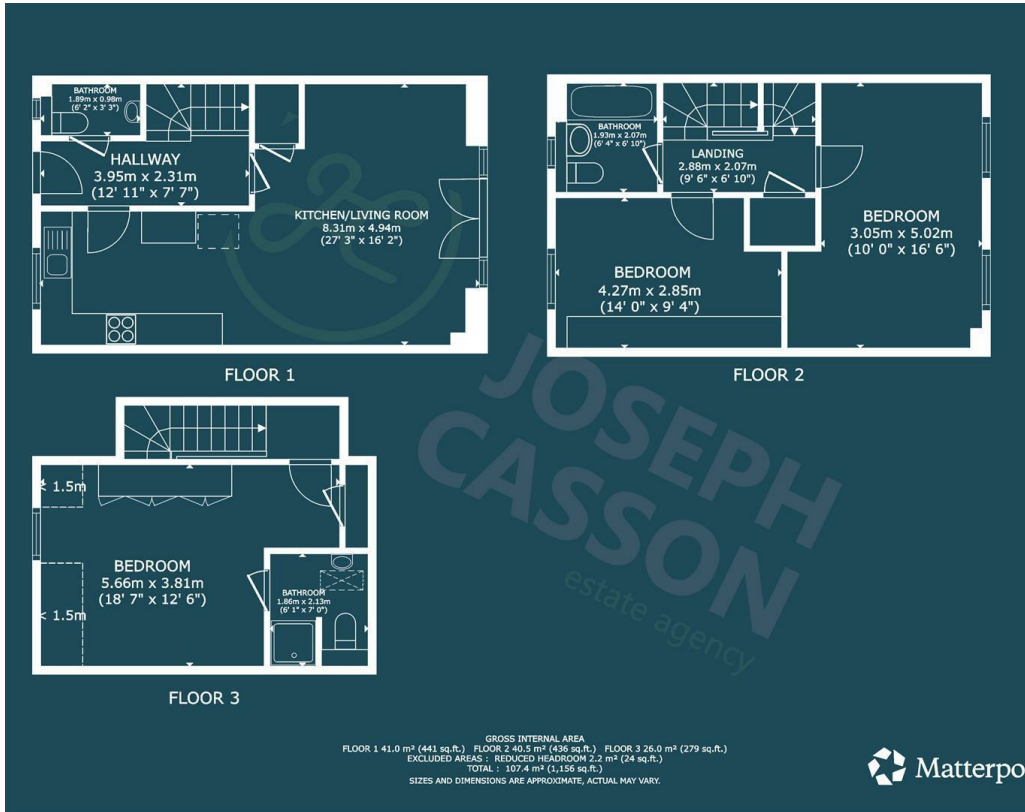 BATHROOM
1.89m x 0.98m
(6' 2" x 3' 3")
HALLWAY
3.95m x 2.31m
(12' 11" x 7' 7")
KITCHEN/LIVING ROOM
8.31m x 4.94m
(27' 3" x 16' 2")
FLOOR 1
BATHROOM
1.93m x 2.07m
(6' 4" x 6' 10")
LANDING
2.88m x 2.07m
(9' 6" x 6' 10")
BEDROOM
3.05m x 5.02m
(10' 0" x 16' 6")
BEDROOM
4.27m x 2.85m
(14' 0" x 9' 4")
FLOOR 2
< 1.5m
BEDROOM
5.66m x 3.81m
(18' 7" x 12' 6")
< 1.5m
BATHROOM
1.86m x 2.13m
(6' 1" x 7' 0")
FLOOR 3
JOSEPH
CASSON
estate agency
GROSS INTERNAL AREA
FLOOR 1 41.0 m² (441 sq.ft.) FLOOR 2 40.5 m² (436 sq.ft.) FLOOR 3 26.0 m² (279 sq.ft.)
EXCLUDED AREAS : REDUCED HEADROOM 2.2 m² (24 sq.ft.)
TOTAL : 107.4 m² (1,156 sq.ft.)
SIZES AND DIMENSIONS ARE APPROXIMATE, ACTUAL MAY VARY.
Matterpo